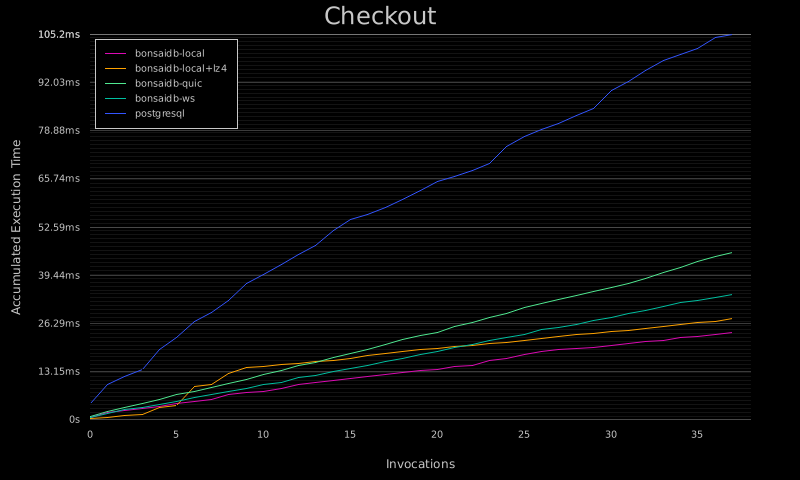 Checkout
105.2ms
92.03ms
78.88ms
65.74ms
52.59ms
39.44ms
26.29ms
13.15ms
0s
Accumulated Execution Time
bonsaidb-local
bonsaidb-local+lz4
bonsaidb-quic
bonsaidb-ws
postgresql
0 5 10 15 20 25 30 35
Invocations